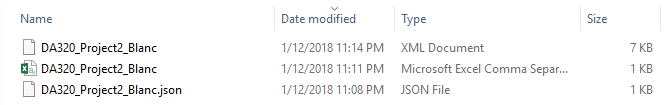 Name Date modified Type Size
DA320_Project2_Blanc 1/12/2018 11:14 PM XML Document 7 KB
DA320_Project2_Blanc 1/12/2018 11:11 PM Microsoft Excel Comma Separ... 1 KB
DA320_Project2_Blanc.json 1/12/2018 11:08 PM JSON File 1 KB